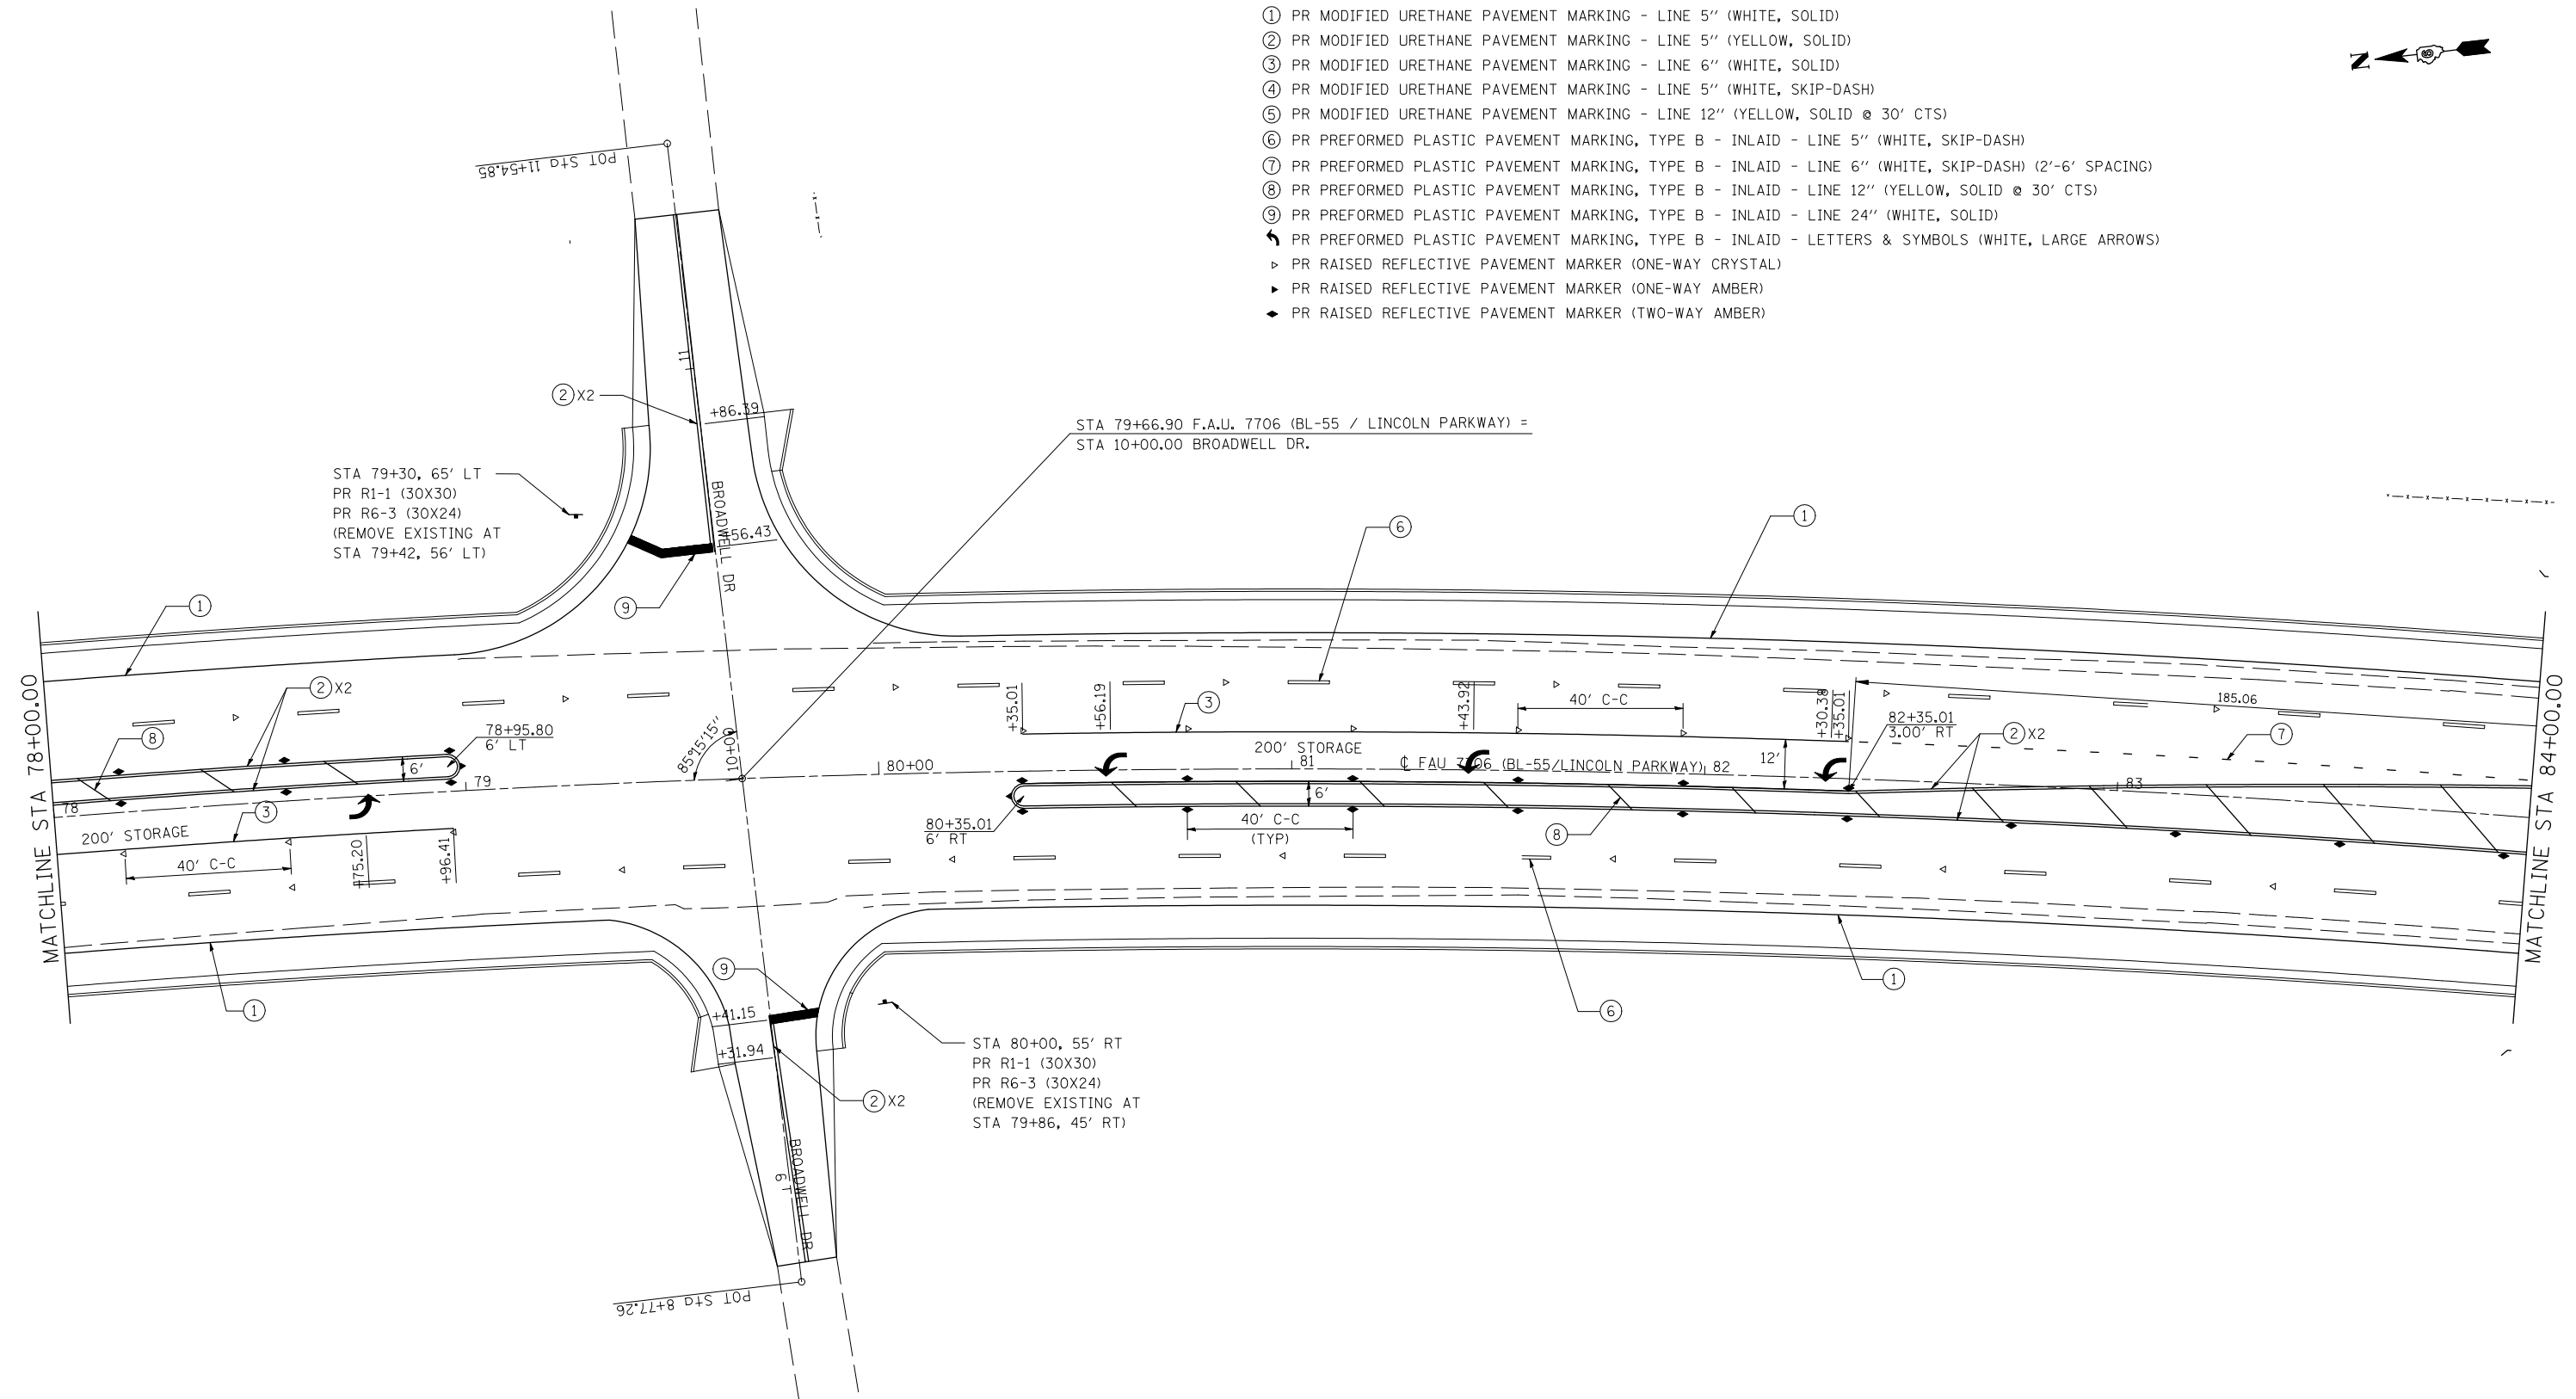 ① PR MODIFIED URETHANE PAVEMENT MARKING - LINE 5" (WHITE, SOLID)
② PR MODIFIED URETHANE PAVEMENT MARKING - LINE 5" (YELLOW, SOLID)
③ PR MODIFIED URETHANE PAVEMENT MARKING - LINE 6" (WHITE, SOLID)
④ PR MODIFIED URETHANE PAVEMENT MARKING - LINE 5" (WHITE, SKIP-DASH)
⑤ PR MODIFIED URETHANE PAVEMENT MARKING - LINE 12" (YELLOW, SOLID @ 30' CTS)
⑥ PR PREFORMED PLASTIC PAVEMENT MARKING, TYPE B - INLAID - LINE 5" (WHITE, SKIP-DASH)
⑦ PR PREFORMED PLASTIC PAVEMENT MARKING, TYPE B - INLAID - LINE 6" (WHITE, SKIP-DASH) (2'-6' SPACING)
⑧ PR PREFORMED PLASTIC PAVEMENT MARKING, TYPE B - INLAID - LINE 12" (YELLOW, SOLID @ 30' CTS)
⑨ PR PREFORMED PLASTIC PAVEMENT MARKING, TYPE B - INLAID - LINE 24" (WHITE, SOLID)
PR PREFORMED PLASTIC PAVEMENT MARKING, TYPE B - INLAID - LETTERS & SYMBOLS (WHITE, LARGE ARROWS)
PR RAISED REFLECTIVE PAVEMENT MARKER (ONE-WAY CRYSTAL)
PR RAISED REFLECTIVE PAVEMENT MARKER (ONE-WAY AMBER)
PR RAISED REFLECTIVE PAVEMENT MARKER (TWO-WAY AMBER)
N
POT Sta 11+54.85
11
② X2
+86.39
STA 79+66.90 F.A.U. 7706 (BL-55 / LINCOLN PARKWAY) =
STA 10+00.00 BROADWELL DR.
STA 79+30, 65' LT
PR R1-1 (30X30)
PR R6-3 (30X24)
(REMOVE EXISTING AT
STA 79+42, 56' LT)
BROADWELL DR
+56.43
⑨
⑥
①
①
MATCHLINE STA 78+00.00
② X2
⑧
78+95.80
6' LT
6'
78
79
③
200' STORAGE
40' C-C
+75.20
+96.41
①
85°15'15"
10+00
80+00
+35.01
+56.19
③
200' STORAGE
81
+43.92
40' C-C
℄ FAU 7706 (BL-55/LINCOLN PARKWAY)
82
12'
+30.38
+35.01
82+35.01
3.00' RT
② X2
185.06
⑦
83
MATCHLINE STA 84+00.00
80+35.01
6' RT
6'
40' C-C
(TYP)
⑧
⑥
①
⑨
+41.15
+31.94
② X2
STA 80+00, 55' RT
PR R1-1 (30X30)
PR R6-3 (30X24)
(REMOVE EXISTING AT
STA 79+86, 45' RT)
BROADWELL DR
9
POT Sta 8+77.26